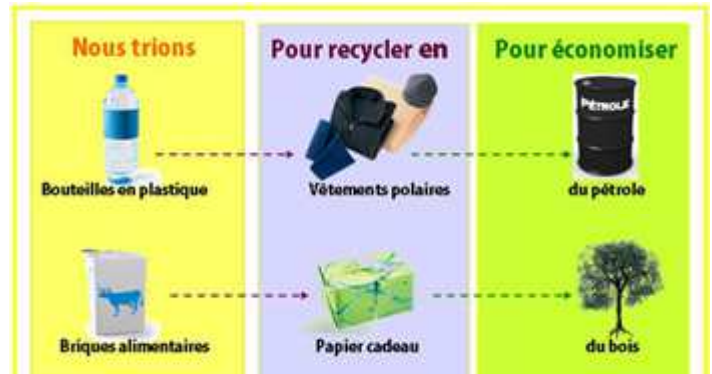 Nous trions
Pour recycler en
Pour économiser
PÉTROLE
Bouteilles en plastique
Vêtements polaires
du pétrole
Briques alimentaires
Papier cadeau
du bois